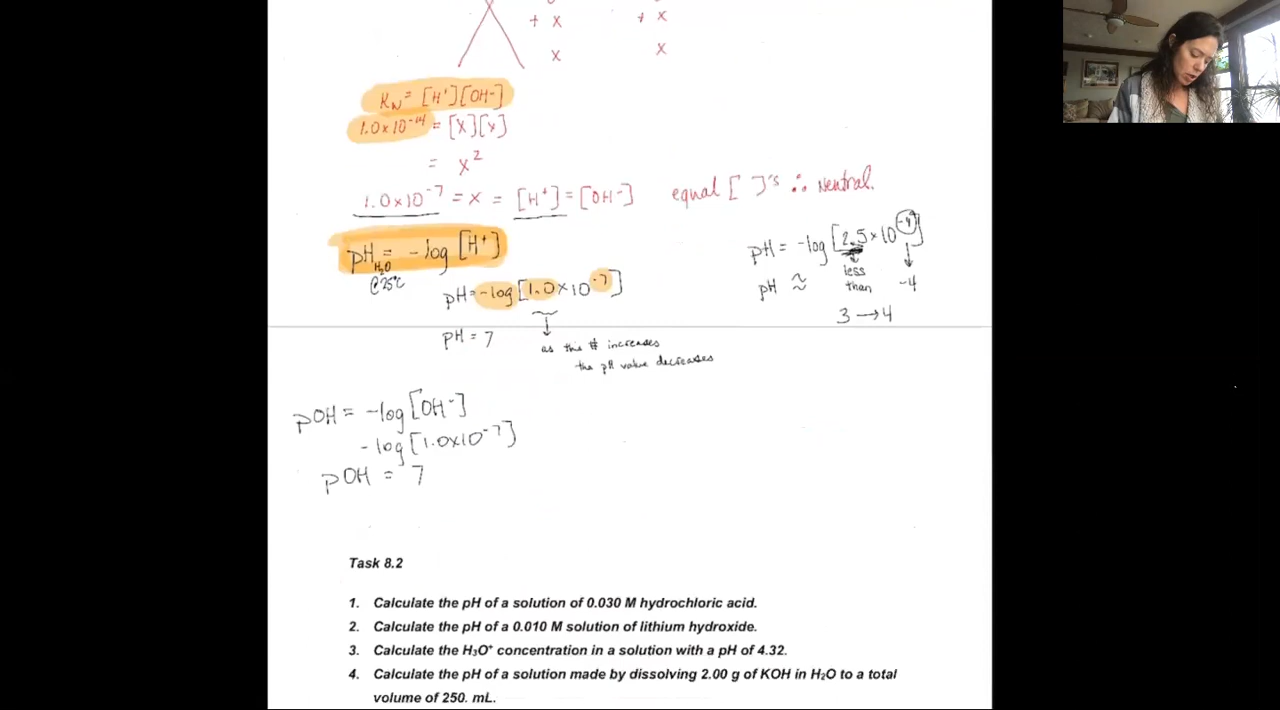 + x + x
x x
Kw = [H⁺][OH⁻]
1.0×10⁻¹⁴ = [x][x]
= x²
1.0×10⁻⁷ = x = [H⁺] = [OH⁻] equal [ ]'s ∴ Neutral.
pH = -log [H⁺]
H₂O
@25°C
pH = -log [1.0×10⁻⁷]
pH = 7
as this # increases
the pH value decreases
pH = -log [2.5×10⁻⁴]
pH ≈
less
than
-4
3 → 4
pOH = -log [OH⁻]
-log [1.0×10⁻⁷]
pOH = 7
Task 8.2
1. Calculate the pH of a solution of 0.030 M hydrochloric acid.
2. Calculate the pH of a 0.010 M solution of lithium hydroxide.
3. Calculate the H₃O⁺ concentration in a solution with a pH of 4.32.
4. Calculate the pH of a solution made by dissolving 2.00 g of KOH in H₂O to a total
volume of 250. mL.